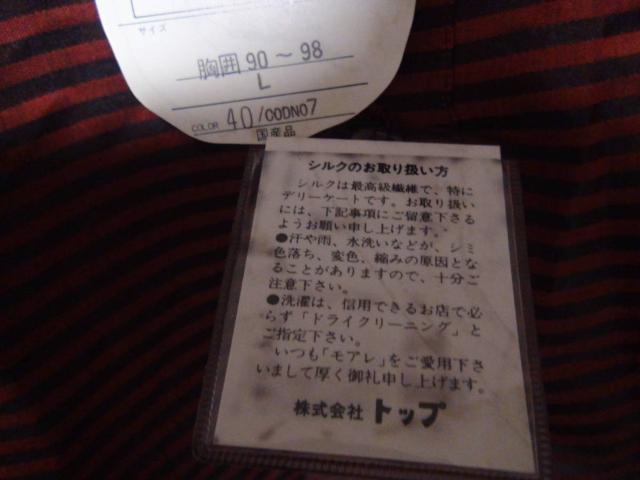 サイズ
胸囲 90～98
L
COLOR 40/00DN07
国産品
シルクのお取り扱い方
シルクは最高級繊維で、特に
デリーケートです。お取り扱い
には、下記事項にご留意下さる
ようお願い申し上げます。
●汗や雨、水洗いなどが、シミ
色落ち、変色、縮みの原因とな
ることがありますので、十分ご
注意下さい。
●洗濯は、信用できるお店で必
らず「ドライクリーニング」と
ご指定下さい。
いつも「モアレ」をご愛用下さ
いまして厚く御礼申し上げます。
株式会社 トップ